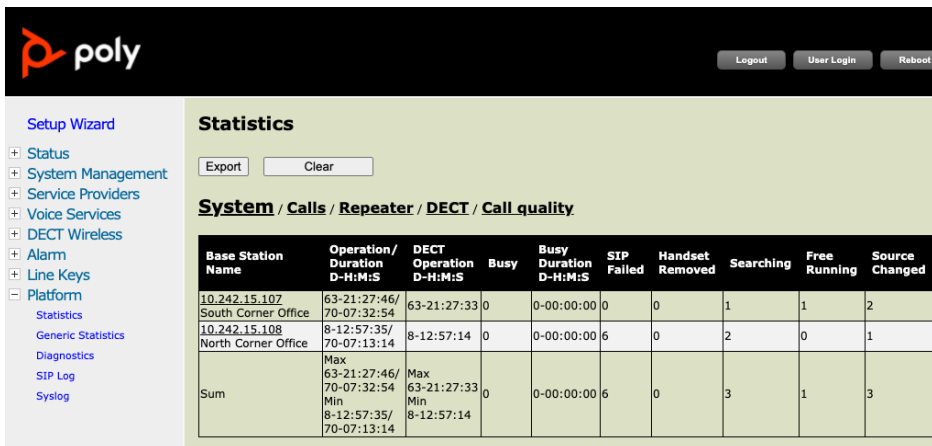 poly
Logout
User Login
Reboot
Setup Wizard
Status
System Management
Service Providers
Voice Services
DECT Wireless
Alarm
Line Keys
Platform
Statistics
Generic Statistics
Diagnostics
SIP Log
Syslog
Statistics
Export
Clear
System / Calls / Repeater / DECT / Call quality
Base Station Name
Operation/ Duration D-H:M:S
DECT Operation D-H:M:S
Busy
Busy Duration D-H:M:S
SIP Failed
Handset Removed
Searching
Free Running
Source Changed
10.242.15.107
South Corner Office
63-21:27:46/
70-07:32:54
63-21:27:33
0
0-00:00:00
0
0
1
1
2
10.242.15.108
North Corner Office
8-12:57:35/
70-07:13:14
8-12:57:14
0
0-00:00:00
6
0
2
0
1
Sum
Max
63-21:27:46/
70-07:32:54
Min
8-12:57:35/
70-07:13:14
Max
63-21:27:33
Min
8-12:57:14
0
0-00:00:00
6
0
3
1
3